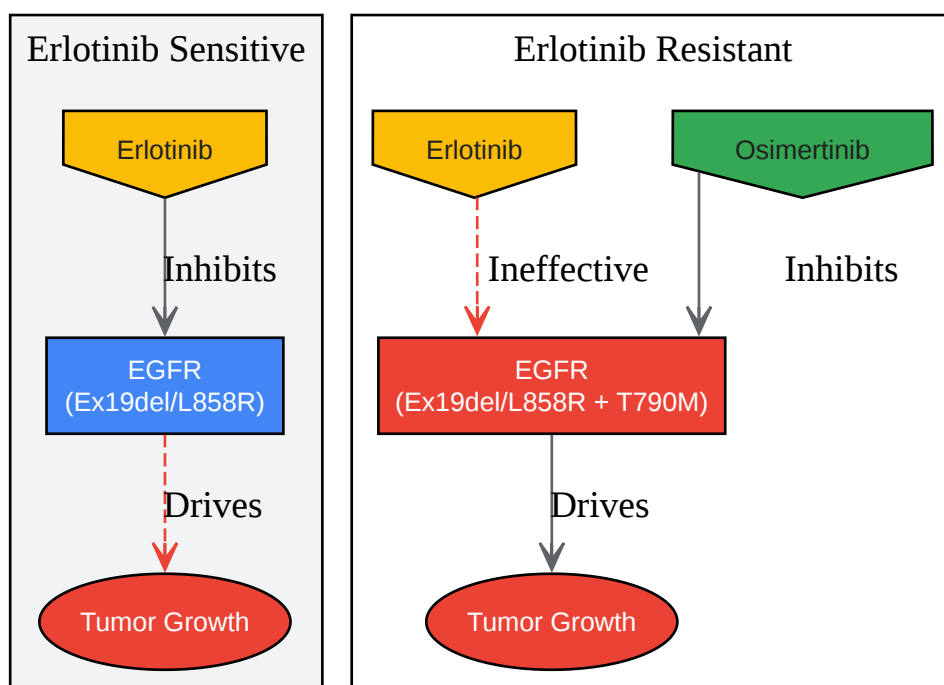 Erlotinib Sensitive
Erlotinib
Inhibits
EGFR
(Ex19del/L858R)
Drives
Tumor Growth
Erlotinib Resistant
Erlotinib
Osimertinib
Ineffective
Inhibits
EGFR
(Ex19del/L858R + T790M)
Drives
Tumor Growth